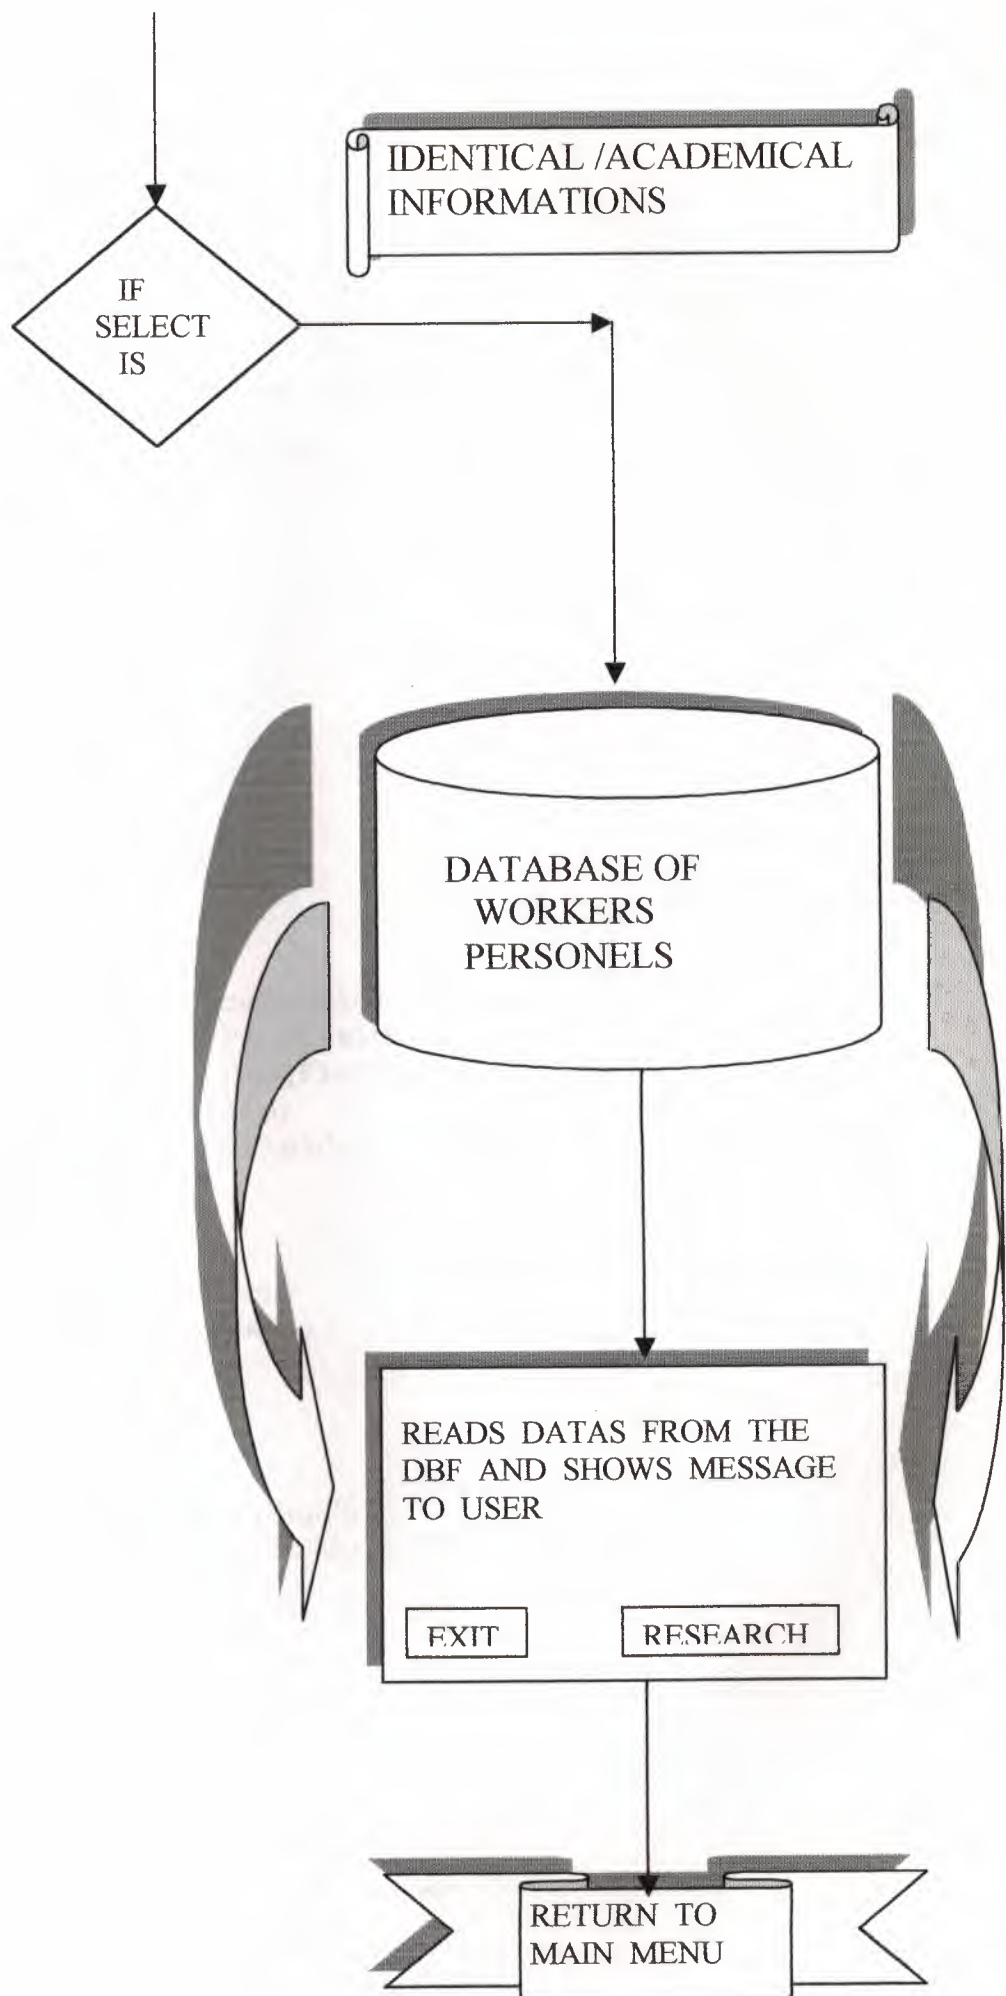 IDENTICAL /ACADEMICAL
INFORMATIONS
IF
SELECT
IS
DATABASE OF
WORKERS
PERSONELS
READS DATAS FROM THE
DBF AND SHOWS MESSAGE
TO USER
EXIT
RESEARCH
RETURN TO
MAIN MENU